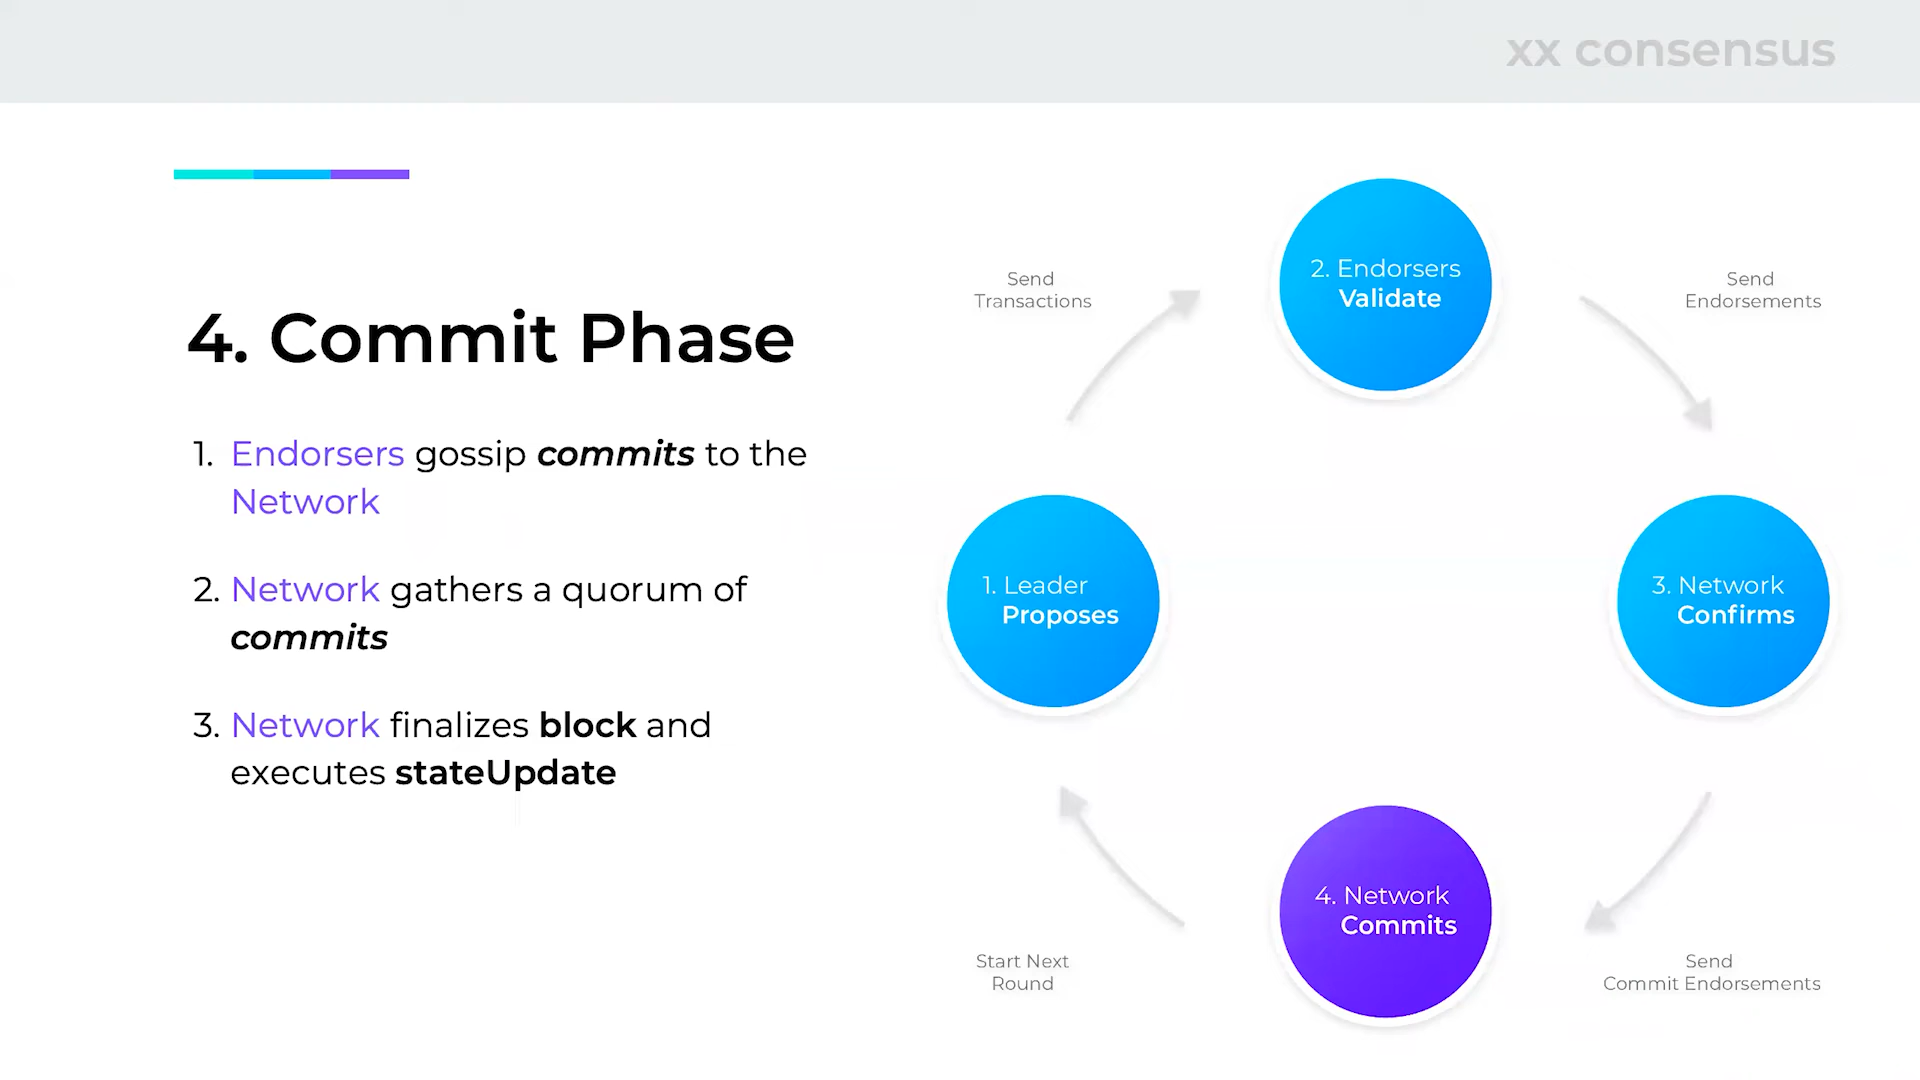 xx consensus
4. Commit Phase
1. Endorsers gossip commits to the
Network
2. Network gathers a quorum of
commits
3. Network finalizes block and
executes stateUpdate
Send
Transactions
2. Endorsers
Validate
Send
Endorsements
1. Leader
Proposes
3. Network
Confirms
4. Network
Commits
Start Next
Round
Send
Commit Endorsements